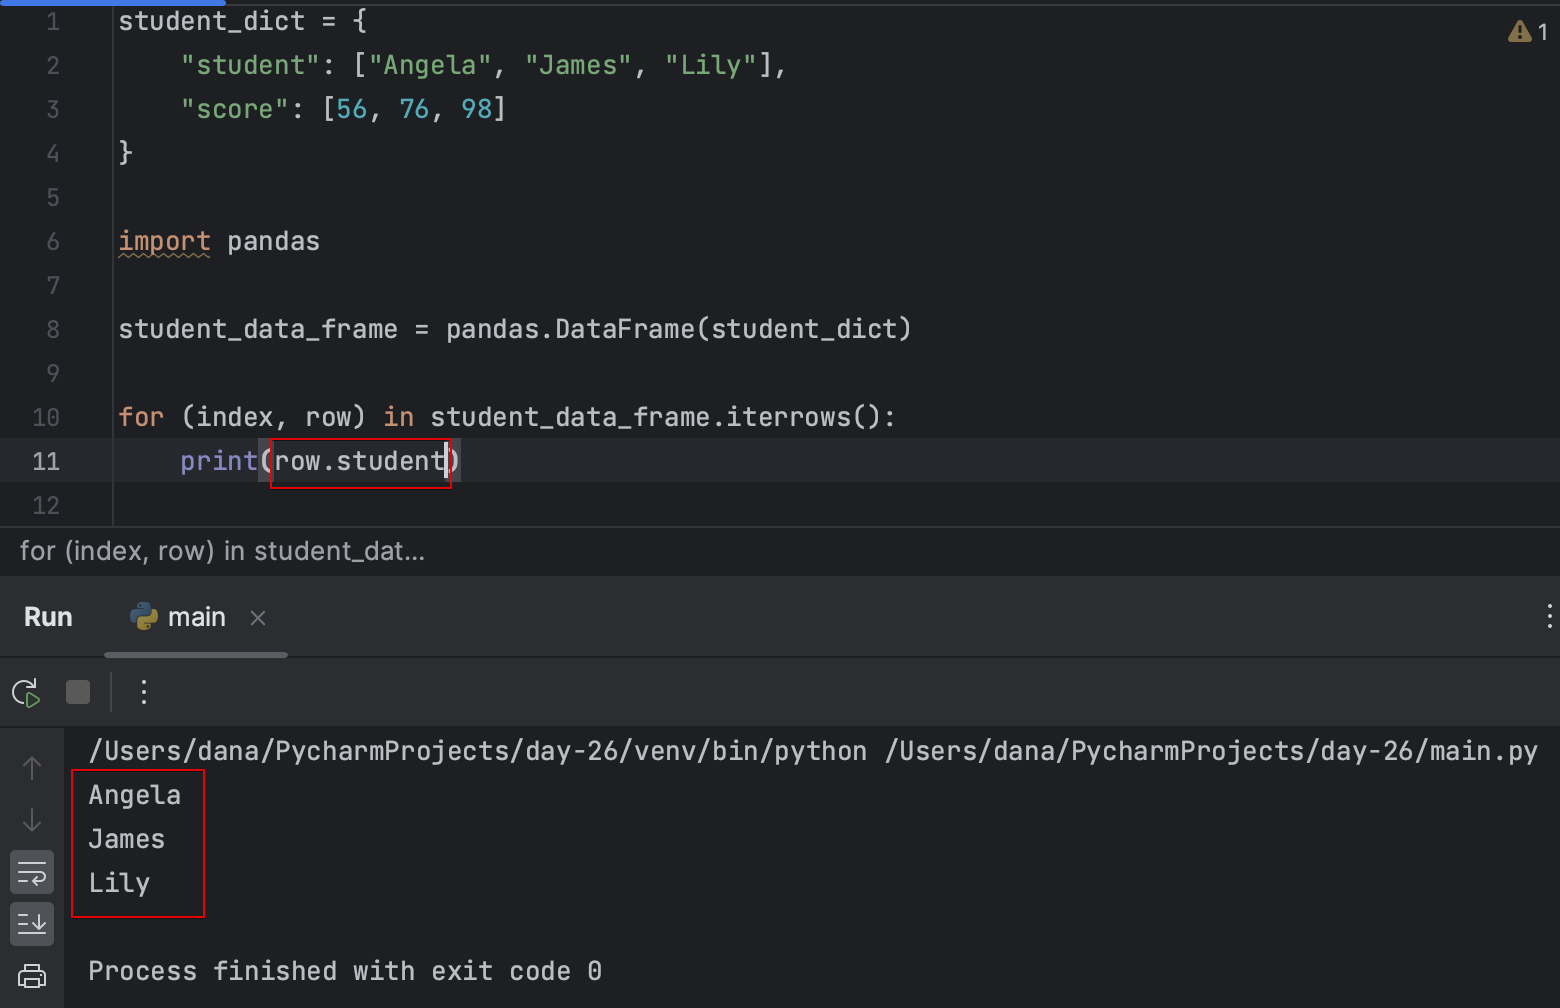 1 student_dict = {
2     "student": ["Angela", "James", "Lily"],
3     "score": [56, 76, 98]
4 }
5
6 import pandas
7
8 student_data_frame = pandas.DataFrame(student_dict)
9
10 for (index, row) in student_data_frame.iterrows():
11     print(row.student)
12
1
for (index, row) in student_dat...
Run main
/Users/dana/PycharmProjects/day-26/venv/bin/python /Users/dana/PycharmProjects/day-26/main.py
Angela
James
Lily
Process finished with exit code 0